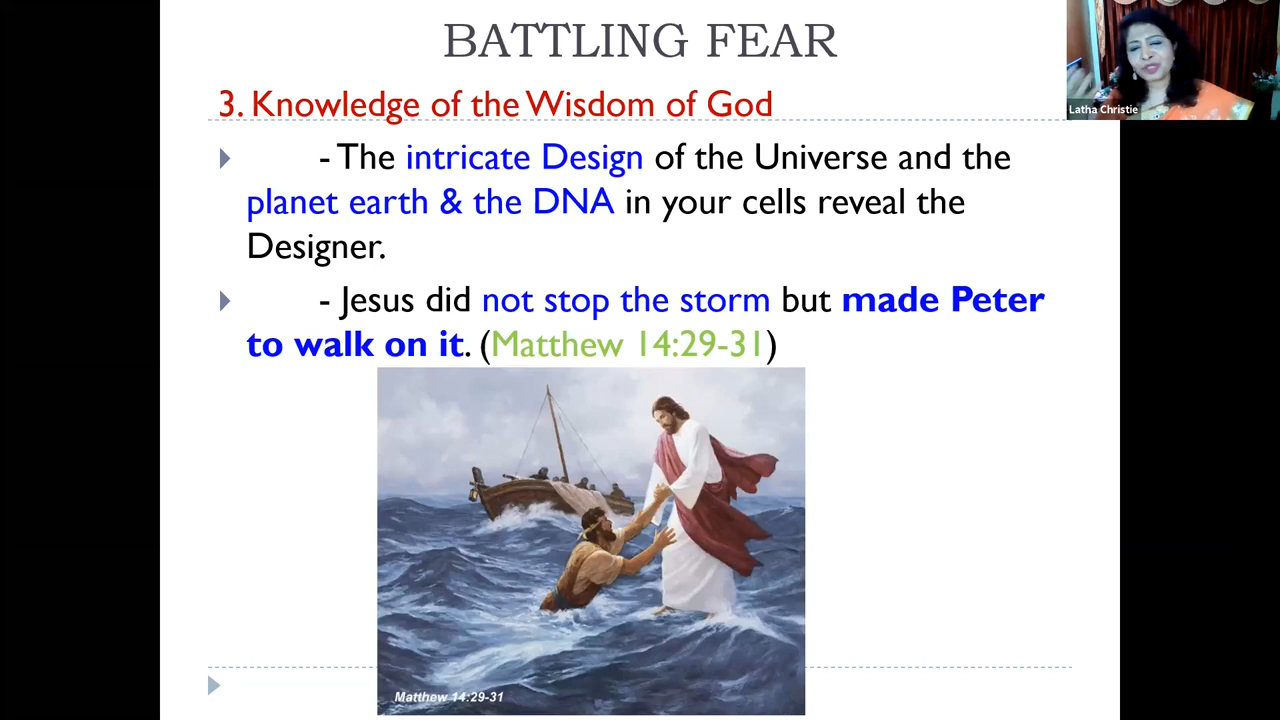 BATTLING FEAR
Latha Christie
3. Knowledge of the Wisdom of God
- The intricate Design of the Universe and the
planet earth & the DNA in your cells reveal the
Designer.
- Jesus did not stop the storm but made Peter
to walk on it. (Matthew 14:29-31)
Matthew 14:29-31